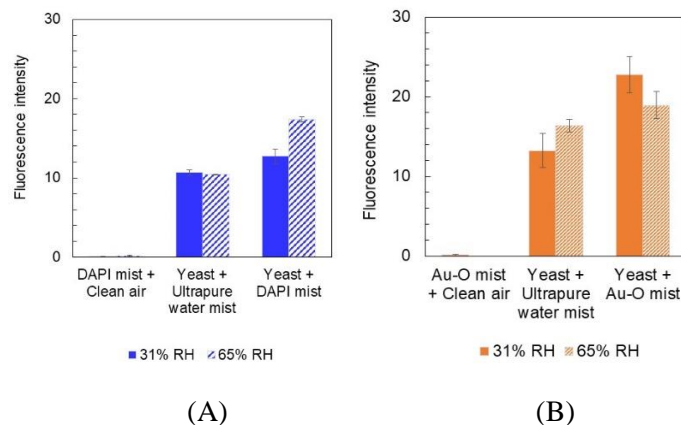 30
20
10
0
Fluorescence intensity
DAPI mist +
Clean air
Yeast +
Ultrapure
water mist
Yeast +
DAPI mist
31% RH
65% RH
(A)
30
20
10
0
Fluorescence intensity
Au-O mist
+ Clean air
Yeast +
Ultrapure
water mist
Yeast +
Au-O mist
31% RH
65% RH
(B)